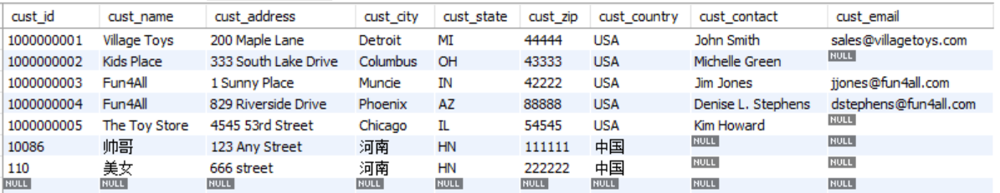 cust_id cust_name cust_address cust_city cust_state cust_zip cust_country cust_contact cust_email
1000000001 Village Toys 200 Maple Lane Detroit MI 44444 USA John Smith sales@villagetoys.com
1000000002 Kids Place 333 South Lake Drive Columbus OH 43333 USA Michelle Green NULL
1000000003 Fun4All 1 Sunny Place Muncie IN 42222 USA Jim Jones jjones@fun4all.com
1000000004 Fun4All 829 Riverside Drive Phoenix AZ 88888 USA Denise L. Stephens dstephens@fun4all.com
1000000005 The Toy Store 4545 53rd Street Chicago IL 54545 USA Kim Howard NULL
10086 帅哥 123 Any Street 河南 HN 111111 中国 NULL NULL
110 美女 666 street 河南 HN 222222 中国 NULL NULL
NULL NULL NULL NULL NULL NULL NULL NULL NULL